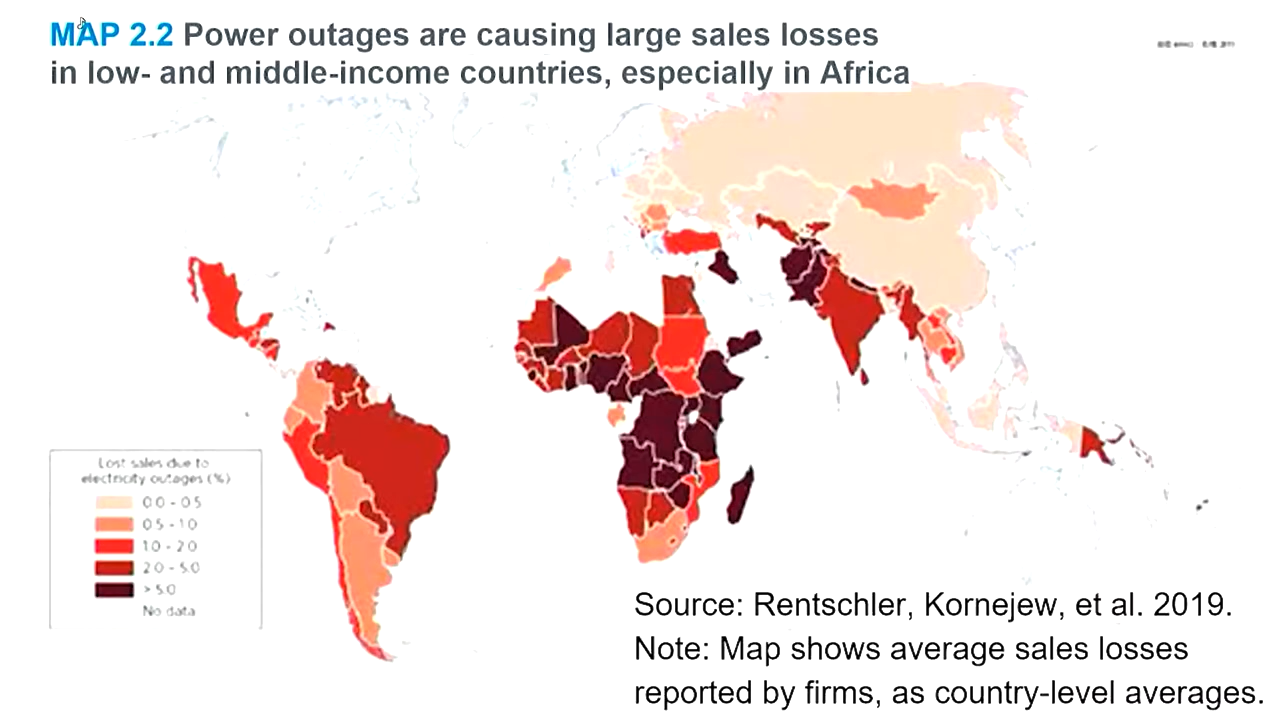 MAP 2.2 Power outages are causing large sales losses
in low- and middle-income countries, especially in Africa
Lost sales due to
electricity outages (%)
0.0 - 0.5
0.5 - 1.0
1.0 - 2.0
2.0 - 5.0
> 5.0
No data
Source: Rentschler, Kornejew, et al. 2019.
Note: Map shows average sales losses
reported by firms, as country-level averages.